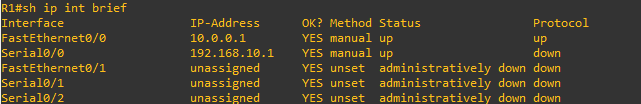 R1#sh ip int brief
Interface IP-Address OK? Method Status Protocol
FastEthernet0/0 10.0.0.1 YES manual up up
Serial0/0 192.168.10.1 YES manual up down
FastEthernet0/1 unassigned YES unset administratively down down
Serial0/1 unassigned YES unset administratively down down
Serial0/2 unassigned YES unset administratively down down